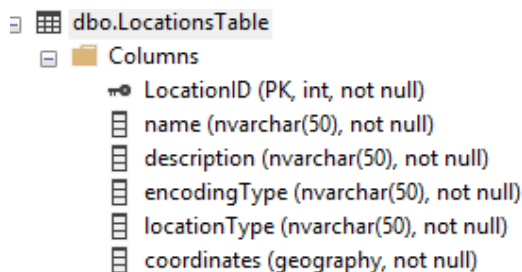 dbo.LocationsTable
Columns
LocationID (PK, int, not null)
name (nvarchar(50), not null)
description (nvarchar(50), not null)
encodingType (nvarchar(50), not null)
locationType (nvarchar(50), not null)
coordinates (geography, not null)